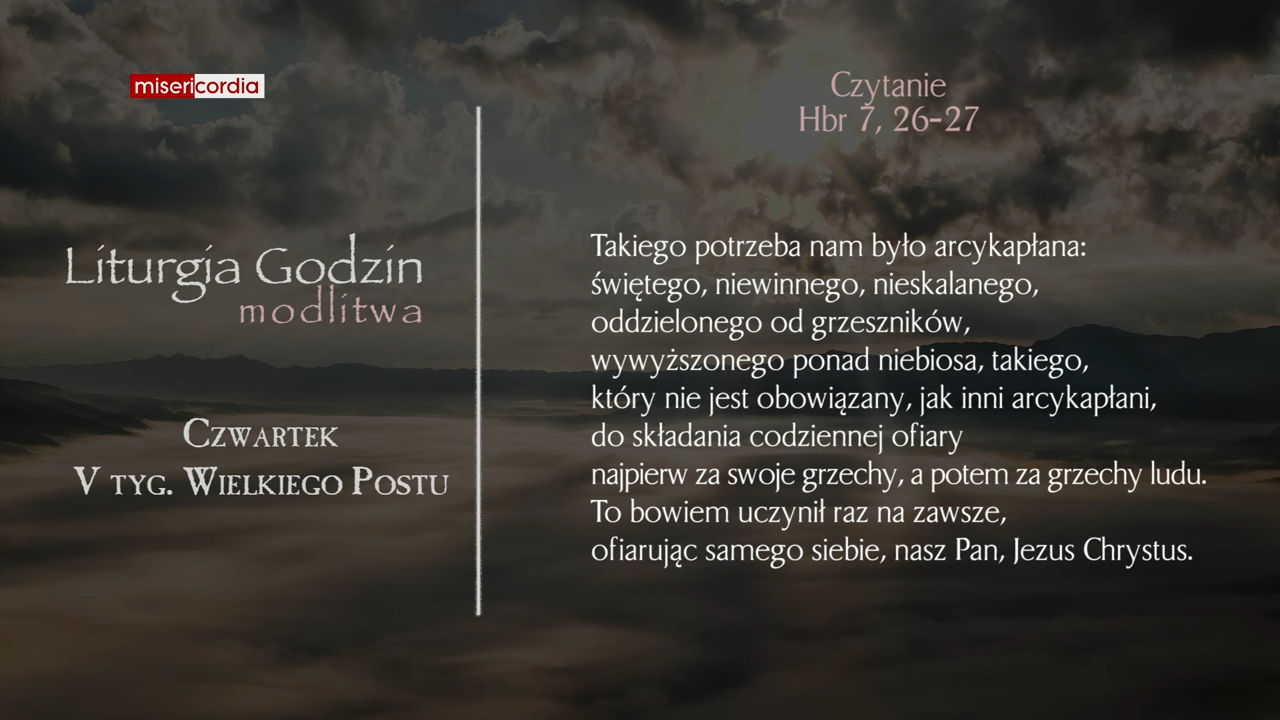 misericordia
Liturgia Godzin
modlitwa
Czwartek
V tyg. Wielkiego Postu
Czytanie
Hbr 7, 26-27
Takiego potrzeba nam było arcykapłana:
świętego, niewinnego, nieskalanego,
oddzielonego od grzeszników,
wywyższonego ponad niebiosa, takiego,
który nie jest obowiązany, jak inni arcykapłani,
do składania codziennej ofiary
najpierw za swoje grzechy, a potem za grzechy ludu.
To bowiem uczynił raz na zawsze,
ofiarując samego siebie, nasz Pan, Jezus Chrystus.